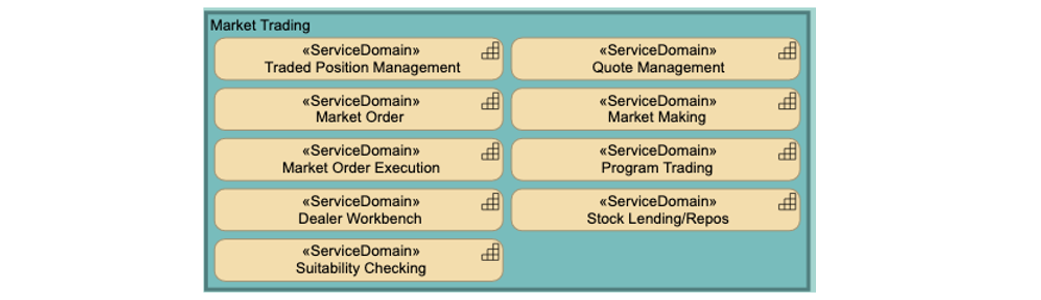 Market Trading
«ServiceDomain»
Traded Position Management
«ServiceDomain»
Quote Management
«ServiceDomain»
Market Order
«ServiceDomain»
Market Making
«ServiceDomain»
Market Order Execution
«ServiceDomain»
Program Trading
«ServiceDomain»
Dealer Workbench
«ServiceDomain»
Stock Lending/Repos
«ServiceDomain»
Suitability Checking